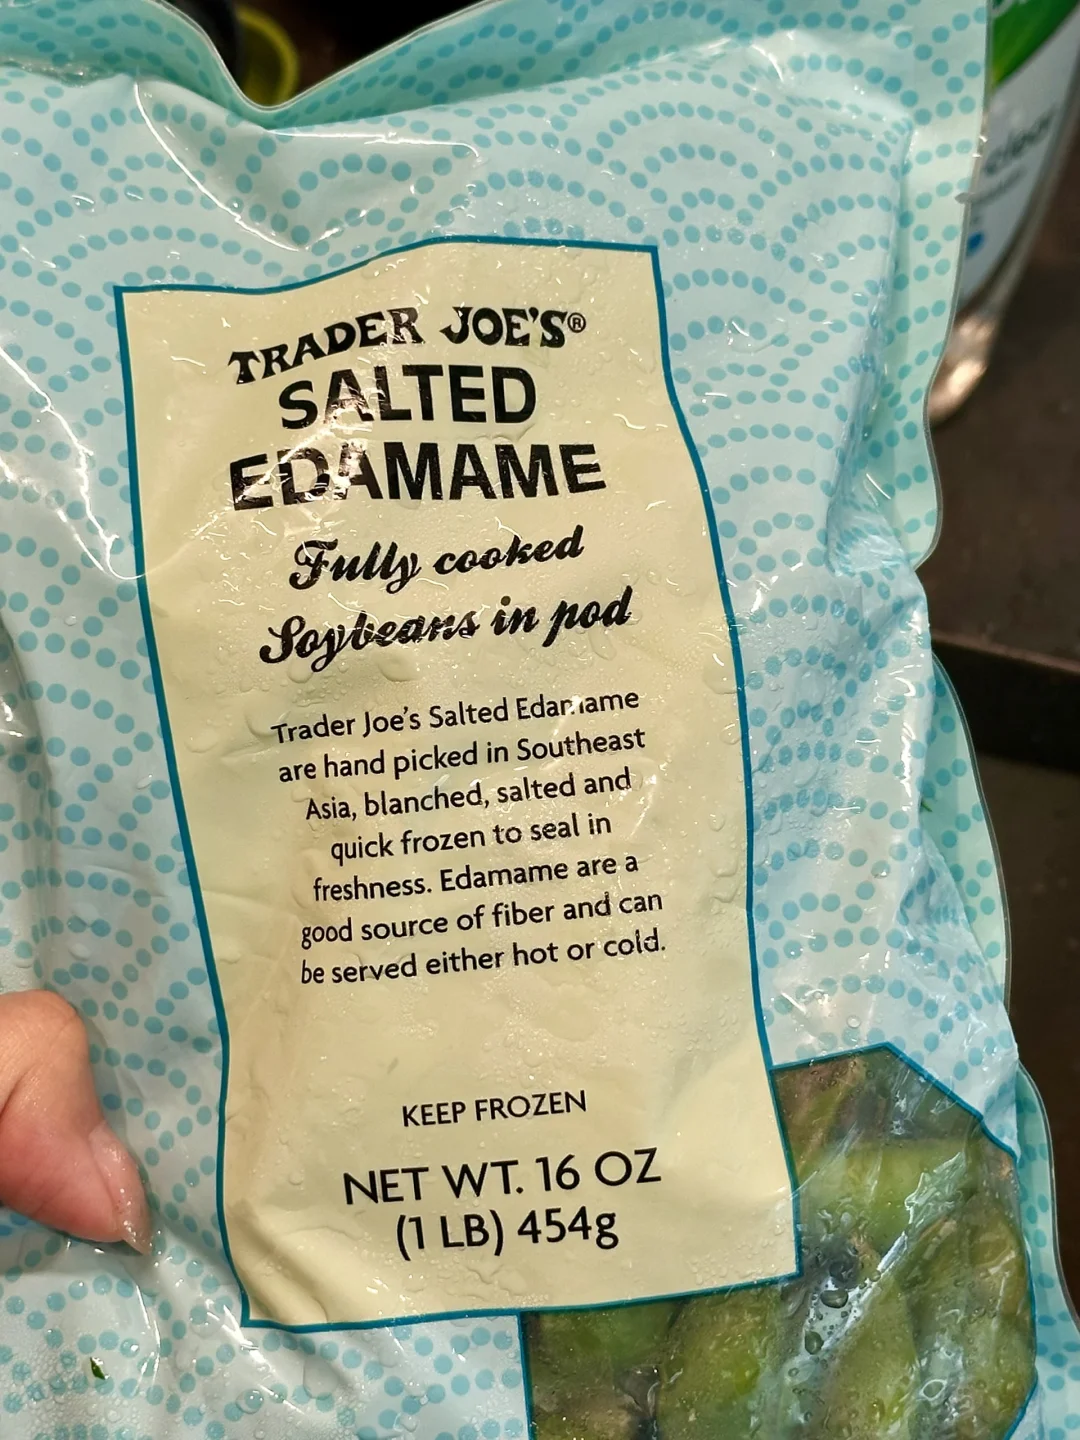 TRADER JOE'S®
SALTED
EDAMAME
Fully cooked
Soybeans in pod
Trader Joe's Salted Edamame
are hand picked in Southeast
Asia, blanched, salted and
quick frozen to seal in
freshness. Edamame are a
good source of fiber and can
be served either hot or cold.
KEEP FROZEN
NET WT. 16 OZ
(1 LB) 454g